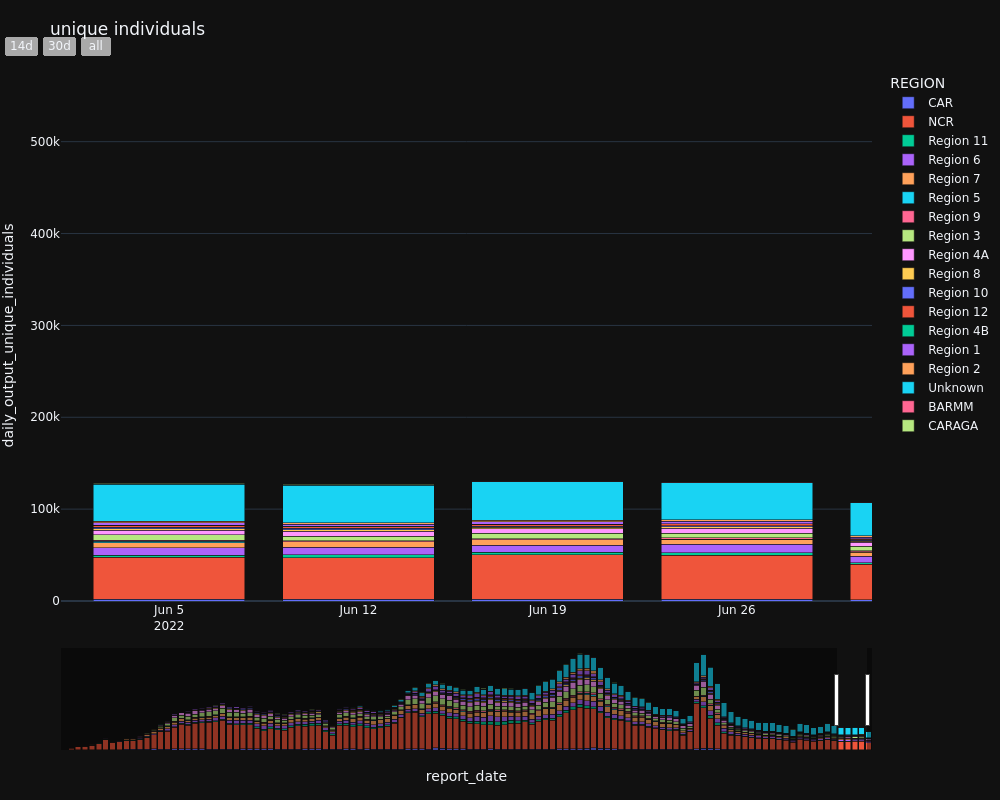 unique individuals
14d 30d all
REGION
CAR
NCR
Region 11
Region 6
Region 7
Region 5
Region 9
Region 3
Region 4A
Region 8
Region 10
Region 12
Region 4B
Region 1
Region 2
Unknown
BARMM
CARAGA
daily_output_unique_individuals
500k
400k
300k
200k
100k
0
Jun 5 Jun 12 Jun 19 Jun 26
2022
report_date